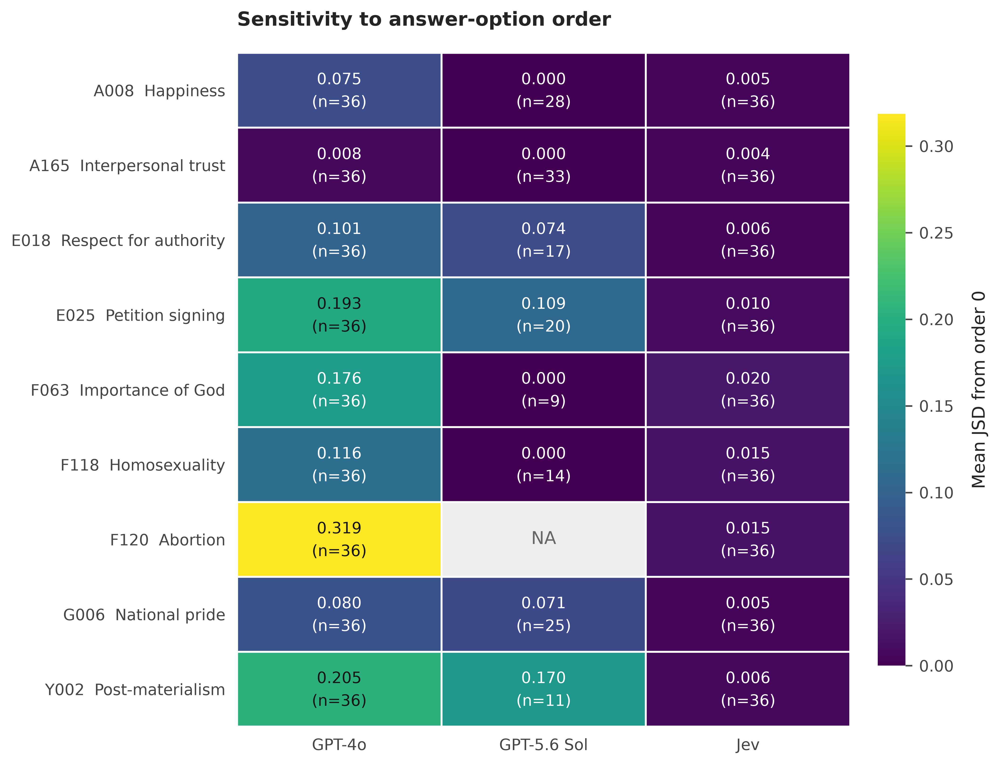 Sensitivity to answer-option order
A008 Happiness
0.075
(n=36)
0.000
(n=28)
0.005
(n=36)
A165 Interpersonal trust
0.008
(n=36)
0.000
(n=33)
0.004
(n=36)
E018 Respect for authority
0.101
(n=36)
0.074
(n=17)
0.006
(n=36)
E025 Petition signing
0.193
(n=36)
0.109
(n=20)
0.010
(n=36)
F063 Importance of God
0.176
(n=36)
0.000
(n=9)
0.020
(n=36)
F118 Homosexuality
0.116
(n=36)
0.000
(n=14)
0.015
(n=36)
F120 Abortion
0.319
(n=36)
NA
0.015
(n=36)
G006 National pride
0.080
(n=36)
0.071
(n=25)
0.005
(n=36)
Y002 Post-materialism
0.205
(n=36)
0.170
(n=11)
0.006
(n=36)
GPT-4o
GPT-5.6 Sol
Jev
0.30
0.25
0.20
0.15
0.10
0.05
0.00
Mean JSD from order 0